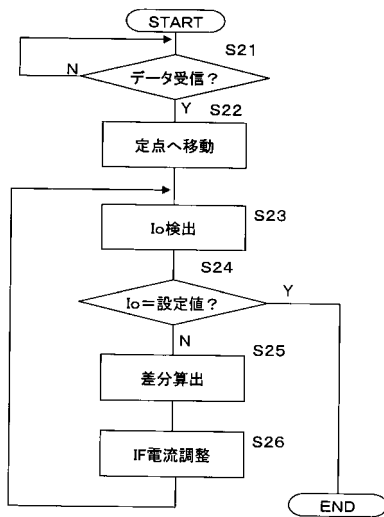 START
S21
N
データ受信？
Y
S22
定点へ移動
S23
Io検出
S24
Io＝設定値？
Y
N
S25
差分算出
S26
IF電流調整
END